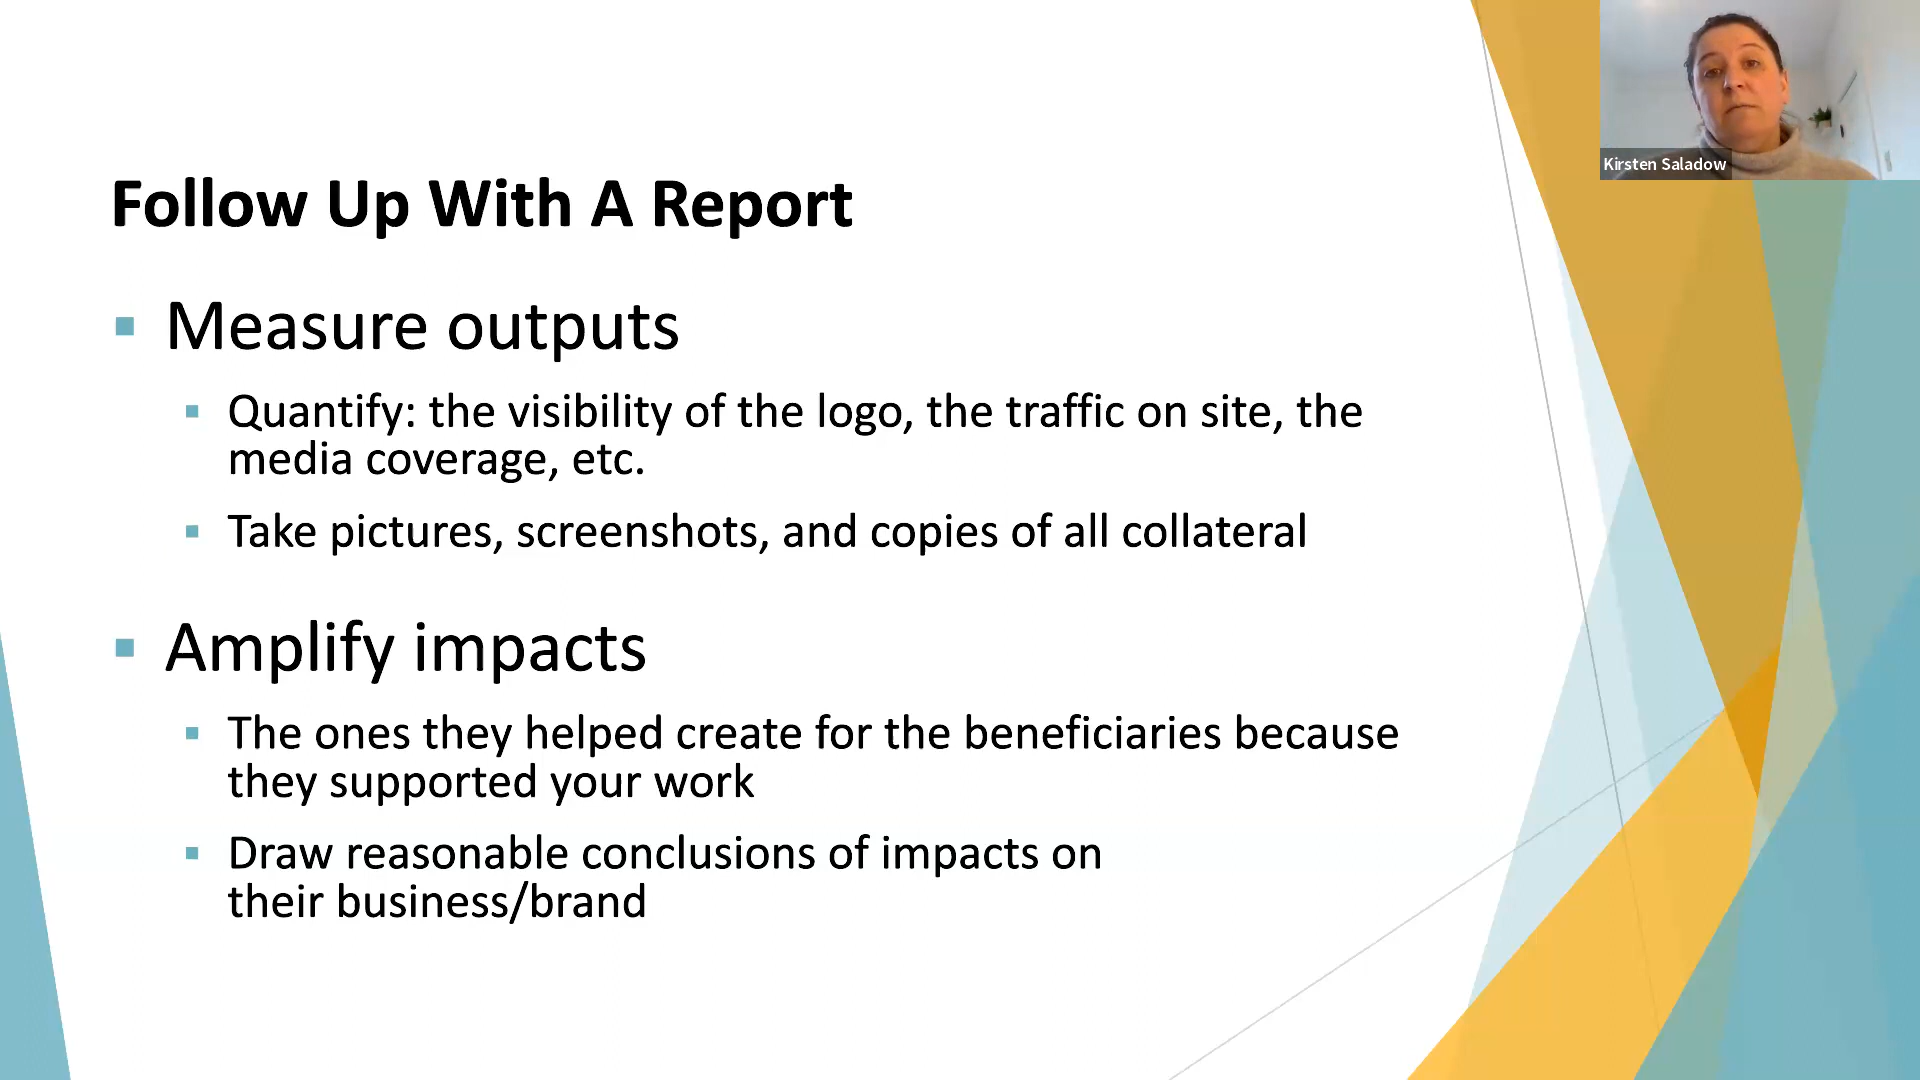 Kirsten Saladow
Follow Up With A Report
Measure outputs
Quantify: the visibility of the logo, the traffic on site, the
media coverage, etc.
Take pictures, screenshots, and copies of all collateral
Amplify impacts
The ones they helped create for the beneficiaries because
they supported your work
Draw reasonable conclusions of impacts on
their business/brand